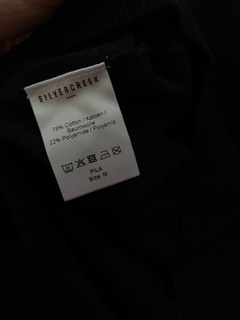 SILVERCREEK
78% Cotton / Katoen /
Baumwolle
22% Polyamide / Polyamid
PILA
Size: M